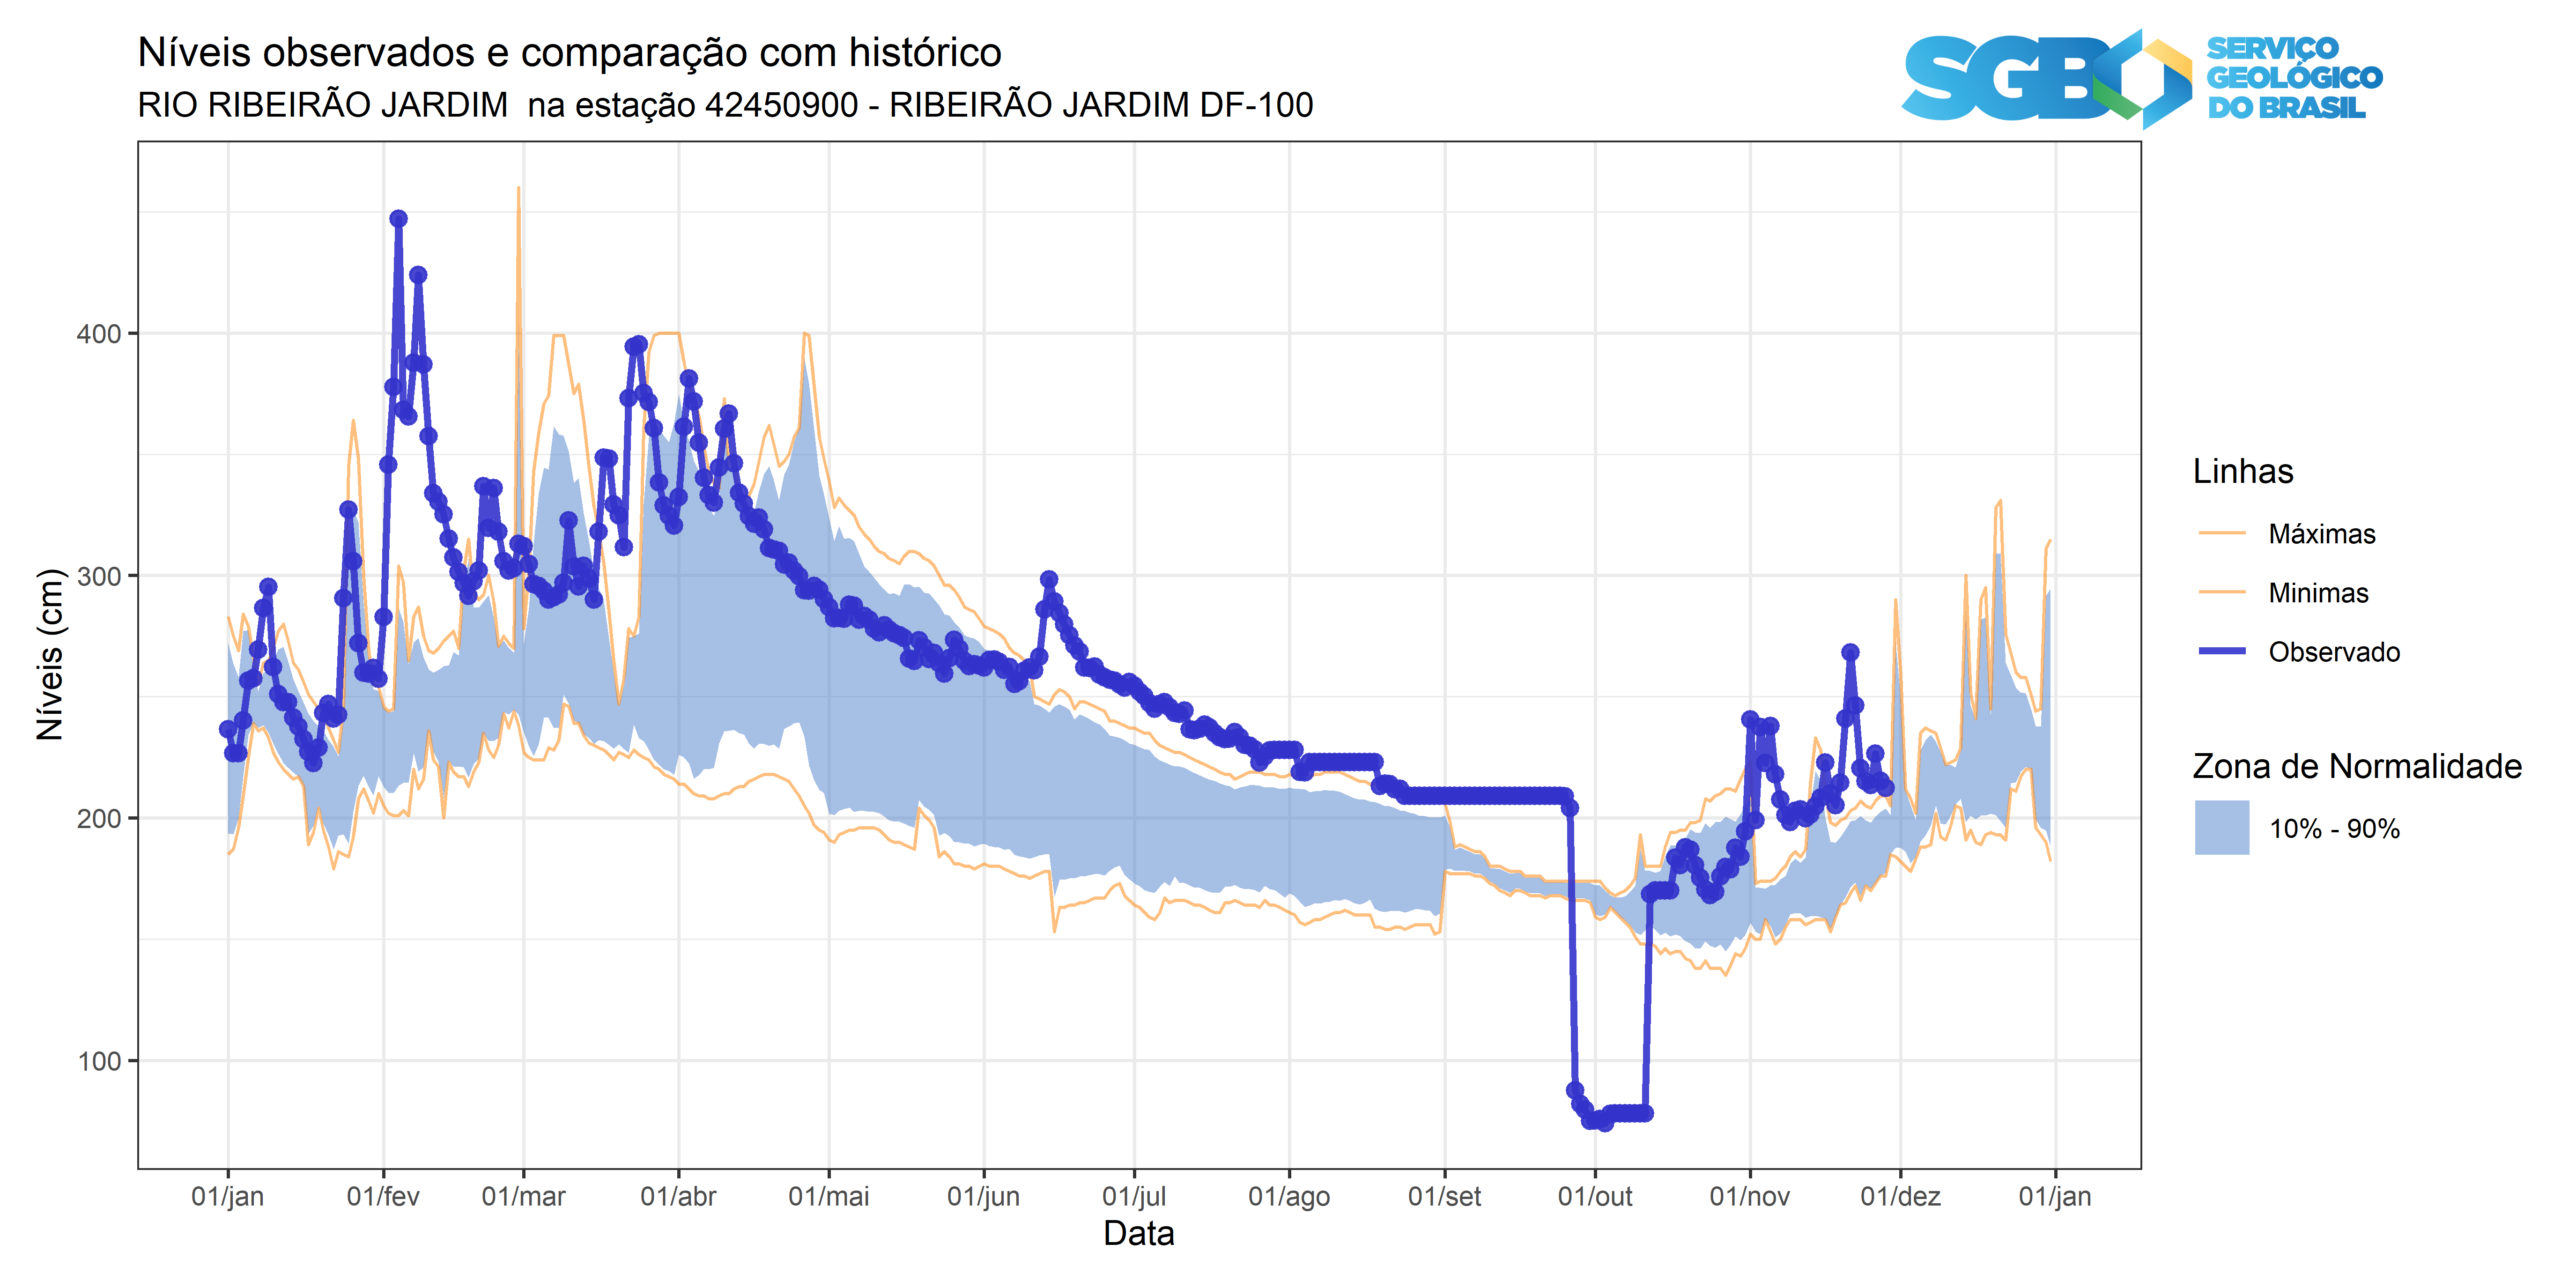 Níveis observados e comparação com histórico
RIO RIBEIRÃO JARDIM  na estação 42450900 - RIBEIRÃO JARDIM DF-100
SGB
SERVIÇO
GEOLÓGICO
DO BRASIL
Níveis (cm)
400
300
200
100
01/jan
01/fev
01/mar
01/abr
01/mai
01/jun
01/jul
01/ago
01/set
01/out
01/nov
01/dez
01/jan
Data
Linhas
Máximas
Minimas
Observado
Zona de Normalidade
10% - 90%